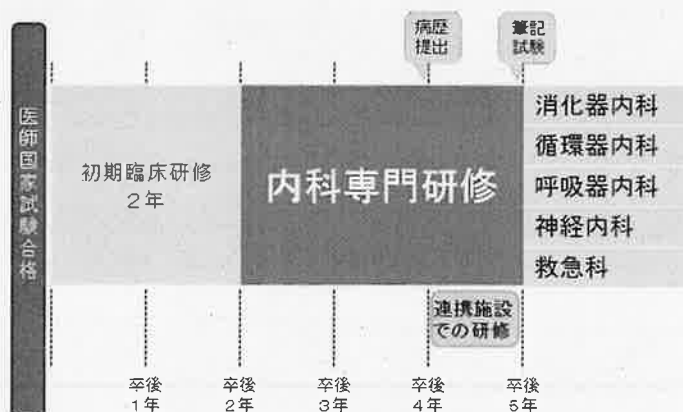 病歴
提出
筆記
試験
医師国家試験合格
初期臨床研修
2年
内科専門研修
消化器内科
循環器内科
呼吸器内科
神経内科
救急科
連携施設
での研修
卒後
1年
卒後
2年
卒後
3年
卒後
4年
卒後
5年